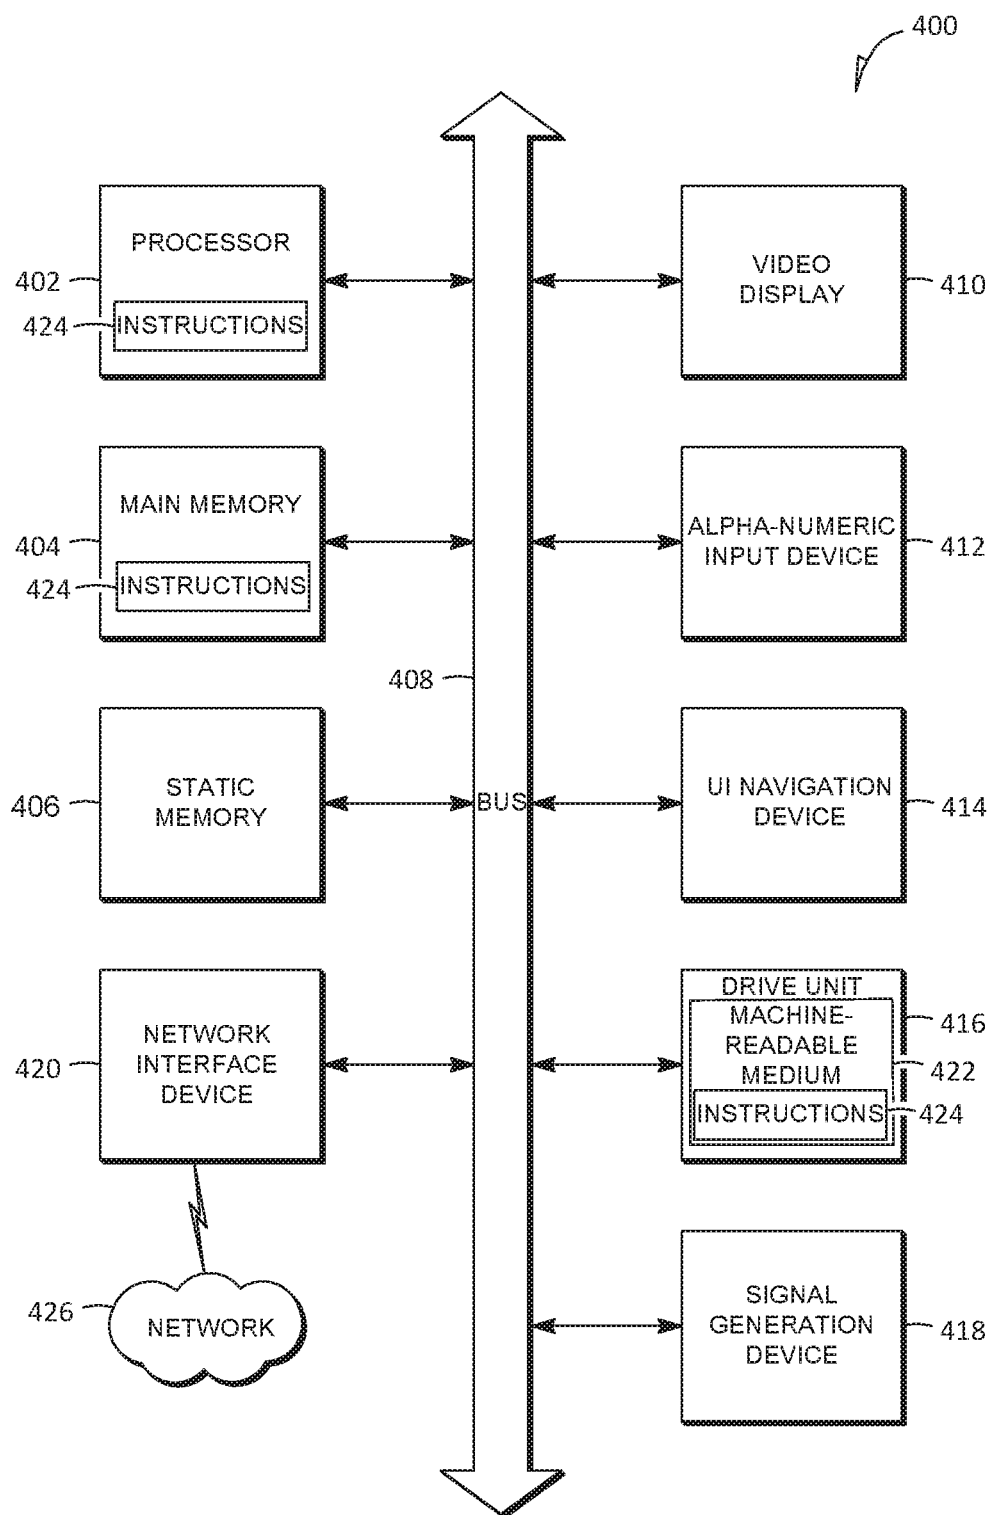 400
PROCESSOR
402
424
INSTRUCTIONS
VIDEO
DISPLAY
410
MAIN MEMORY
404
424
INSTRUCTIONS
ALPHA-NUMERIC
INPUT DEVICE
412
408
STATIC
MEMORY
406
BUS
UI NAVIGATION
DEVICE
414
NETWORK
INTERFACE
DEVICE
420
DRIVE UNIT
416
MACHINE-
READABLE
MEDIUM
422
INSTRUCTIONS
424
426
NETWORK
SIGNAL
GENERATION
DEVICE
418